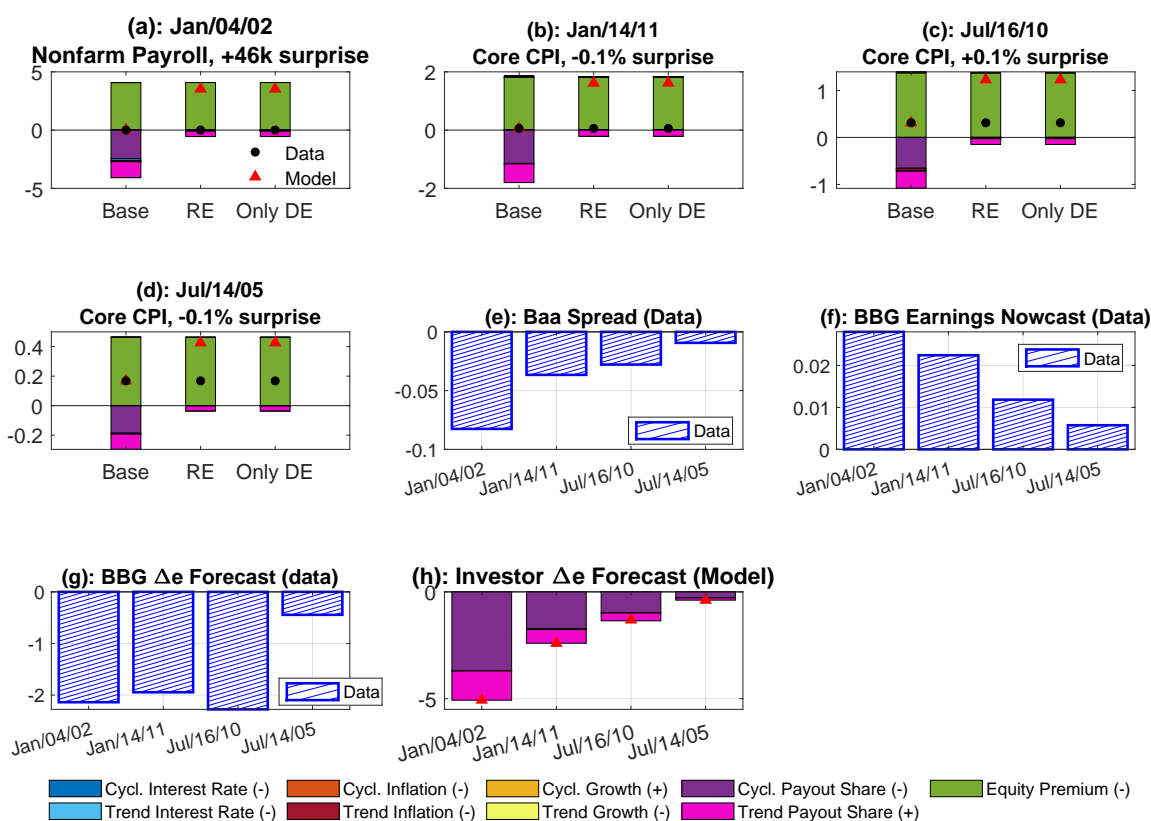 (a): Jan/04/02
Nonfarm Payroll, +46k surprise
5
0
-5
Data
Model
Base
RE
Only DE
(b): Jan/14/11
Core CPI, -0.1% surprise
2
0
-2
Base
RE
Only DE
(c): Jul/16/10
Core CPI, +0.1% surprise
1
0
-1
Base
RE
Only DE
(d): Jul/14/05
Core CPI, -0.1% surprise
0.4
0.2
0
-0.2
Base
RE
Only DE
(e): Baa Spread (Data)
0
-0.05
-0.1
Data
Jan/04/02
Jan/14/11
Jul/16/10
Jul/14/05
(f): BBG Earnings Nowcast (Data)
0.02
0.01
0
Data
Jan/04/02
Jan/14/11
Jul/16/10
Jul/14/05
(g): BBG Δe Forecast (data)
0
-1
-2
Data
Jan/04/02
Jan/14/11
Jul/16/10
Jul/14/05
(h): Investor Δe Forecast (Model)
0
-5
Jan/04/02
Jan/14/11
Jul/16/10
Jul/14/05
Cycl. Interest Rate (-)
Cycl. Inflation (-)
Cycl. Growth (+)
Cycl. Payout Share (-)
Equity Premium (-)
Trend Interest Rate (-)
Trend Inflation (-)
Trend Growth (-)
Trend Payout Share (+)